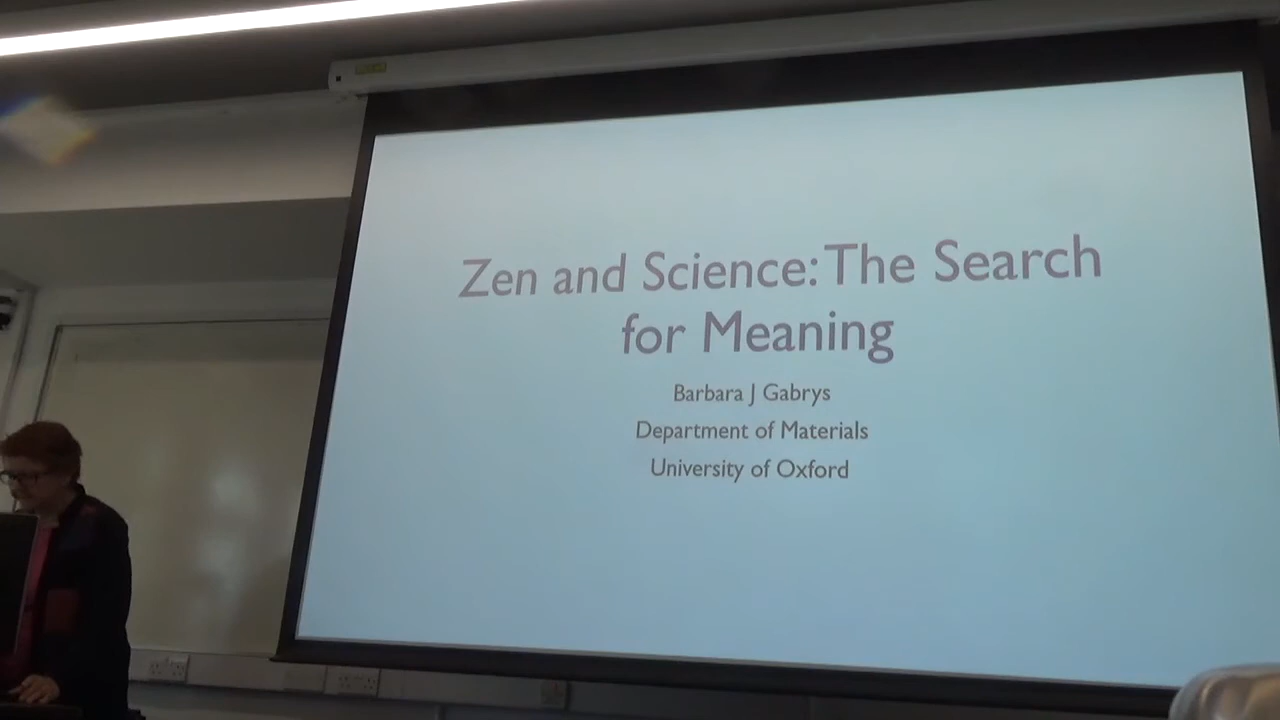 Zen and Science: The Search
for Meaning
Barbara J Gabrys
Department of Materials
University of Oxford